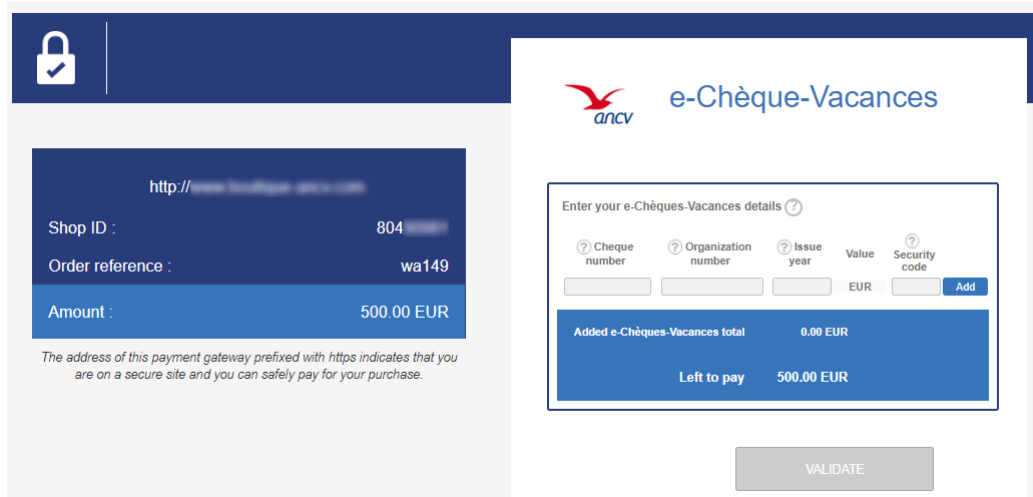 ancv
e-Chèque-Vacances
http://
Shop ID : 804
Order reference : wa149
Amount : 500.00 EUR
The address of this payment gateway prefixed with https indicates that you
are on a secure site and you can safely pay for your purchase.
Enter your e-Chèques-Vacances details ?
? Cheque
number
? Organization
number
? Issue
year
Value
?
Security
code
EUR
Add
Added e-Chèques-Vacances total 0.00 EUR
Left to pay 500.00 EUR
VALIDATE